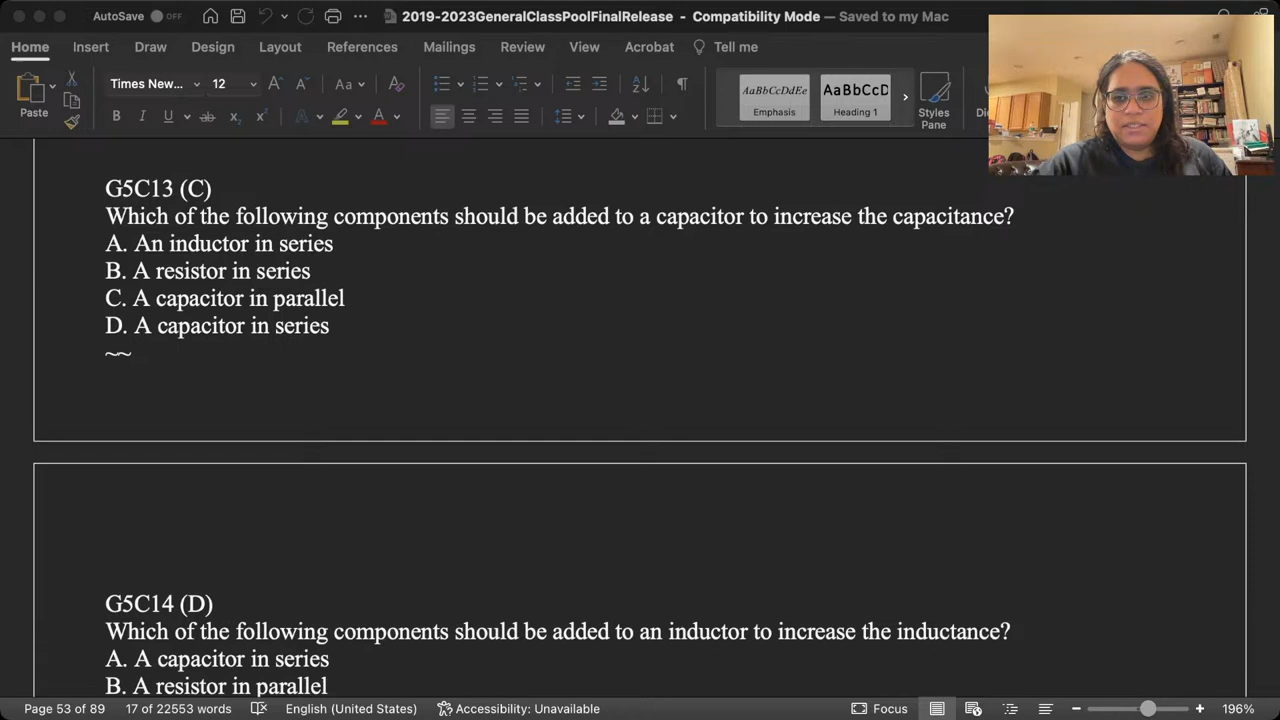 AutoSave OFF 2019-2023GeneralClassPoolFinalRelease - Compatibility Mode — Saved to my Mac
Home Insert Draw Design Layout References Mailings Review View Acrobat Tell me
Paste Times New... 12 Aa AaBbCcDdEe Emphasis AaBbCcD Heading 1 Styles Pane
G5C13 (C)
Which of the following components should be added to a capacitor to increase the capacitance?
A. An inductor in series
B. A resistor in series
C. A capacitor in parallel
D. A capacitor in series
~~
G5C14 (D)
Which of the following components should be added to an inductor to increase the inductance?
A. A capacitor in series
B. A resistor in parallel
Page 53 of 89 17 of 22553 words English (United States) Accessibility: Unavailable Focus 196%